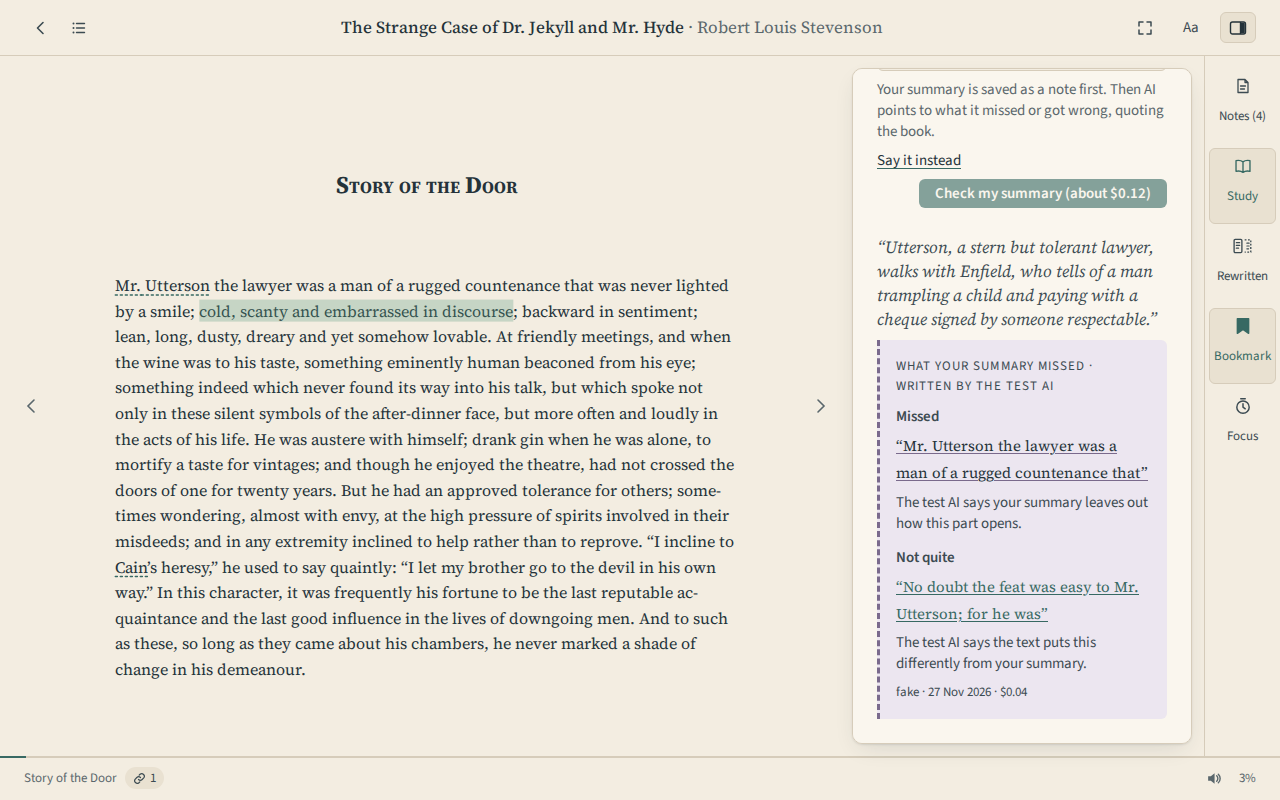 The Strange Case of Dr. Jekyll and Mr. Hyde · Robert Louis Stevenson
Aa
Story of the Door
Mr. Utterson the lawyer was a man of a rugged countenance that was never lighted
by a smile; cold, scanty and embarrassed in discourse; backward in sentiment;
lean, long, dusty, dreary and yet somehow lovable. At friendly meetings, and when
the wine was to his taste, something eminently human beaconed from his eye;
something indeed which never found its way into his talk, but which spoke not
only in these silent symbols of the after-dinner face, but more often and loudly in
the acts of his life. He was austere with himself; drank gin when he was alone, to
mortify a taste for vintages; and though he enjoyed the theatre, had not crossed the
doors of one for twenty years. But he had an approved tolerance for others; some-
times wondering, almost with envy, at the high pressure of spirits involved in their
misdeeds; and in any extremity inclined to help rather than to reprove. “I incline to
Cain’s heresy,” he used to say quaintly: “I let my brother go to the devil in his own
way.” In this character, it was frequently his fortune to be the last reputable ac-
quaintance and the last good influence in the lives of downgoing men. And to such
as these, so long as they came about his chambers, he never marked a shade of
change in his demeanour.
Your summary is saved as a note first. Then AI
points to what it missed or got wrong, quoting
the book.
Say it instead
Check my summary (about $0.12)
“Utterson, a stern but tolerant lawyer,
walks with Enfield, who tells of a man
trampling a child and paying with a
cheque signed by someone respectable.”
WHAT YOUR SUMMARY MISSED ·
WRITTEN BY THE TEST AI
Missed
“Mr. Utterson the lawyer was a
man of a rugged countenance that”
The test AI says your summary leaves out
how this part opens.
Not quite
“No doubt the feat was easy to Mr.
Utterson; for he was”
The test AI says the text puts this
differently from your summary.
fake · 27 Nov 2026 · $0.04
Notes (4)
Study
Rewritten
Bookmark
Focus
Story of the Door
1
3%